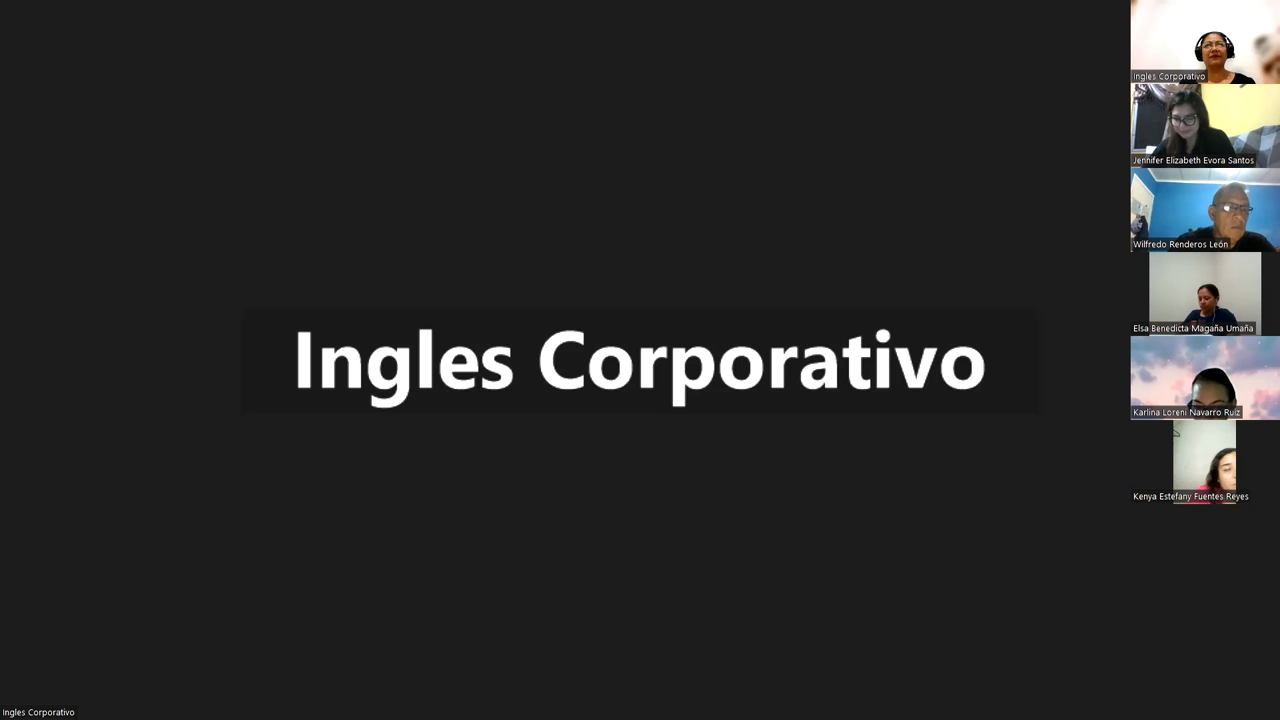 Ingles Corporativo
Jennifer Elizabeth Evora Santos
Wilfredo Renderos León
Elsa Benedicta Magaña Umaña
Karlina Loreni Navarro Ruiz
Kenya Estefany Fuentes Reyes
Ingles Corporativo
Ingles Corporativo